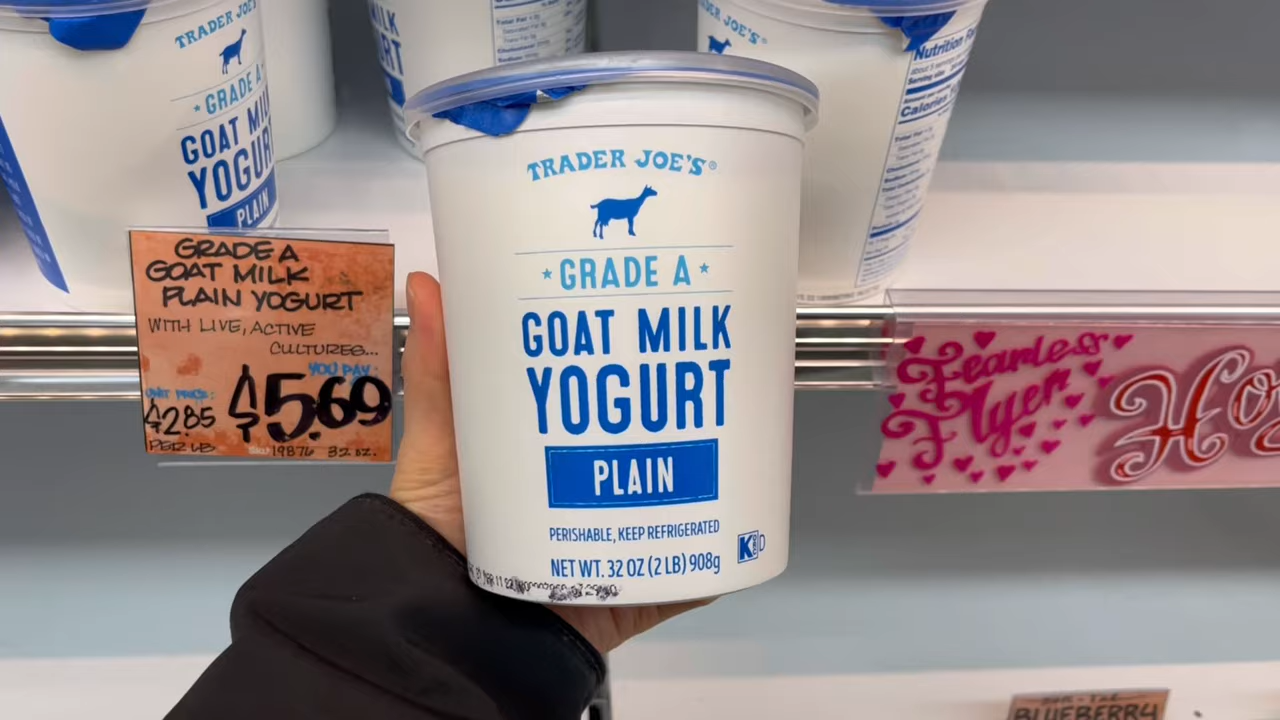 TRADER JOE'S
GRADE A
GOAT MILK
YOGURT
PLAIN
GRADE A
GOAT MILK
PLAIN YOGURT
WITH LIVE, ACTIVE
CULTURES...
YOU PAY:
UNIT PRICE:
$2.85
PER LB
$5.69
SKU 19876 32 OZ.
TRADER JOE'S®
GRADE A
GOAT MILK
YOGURT
PLAIN
PERISHABLE, KEEP REFRIGERATED
NET WT. 32 OZ (2 LB) 908g
K D
TRADER JOE'S
Nutrition
Calories
Fearless
Flyer
BLUEBERRY